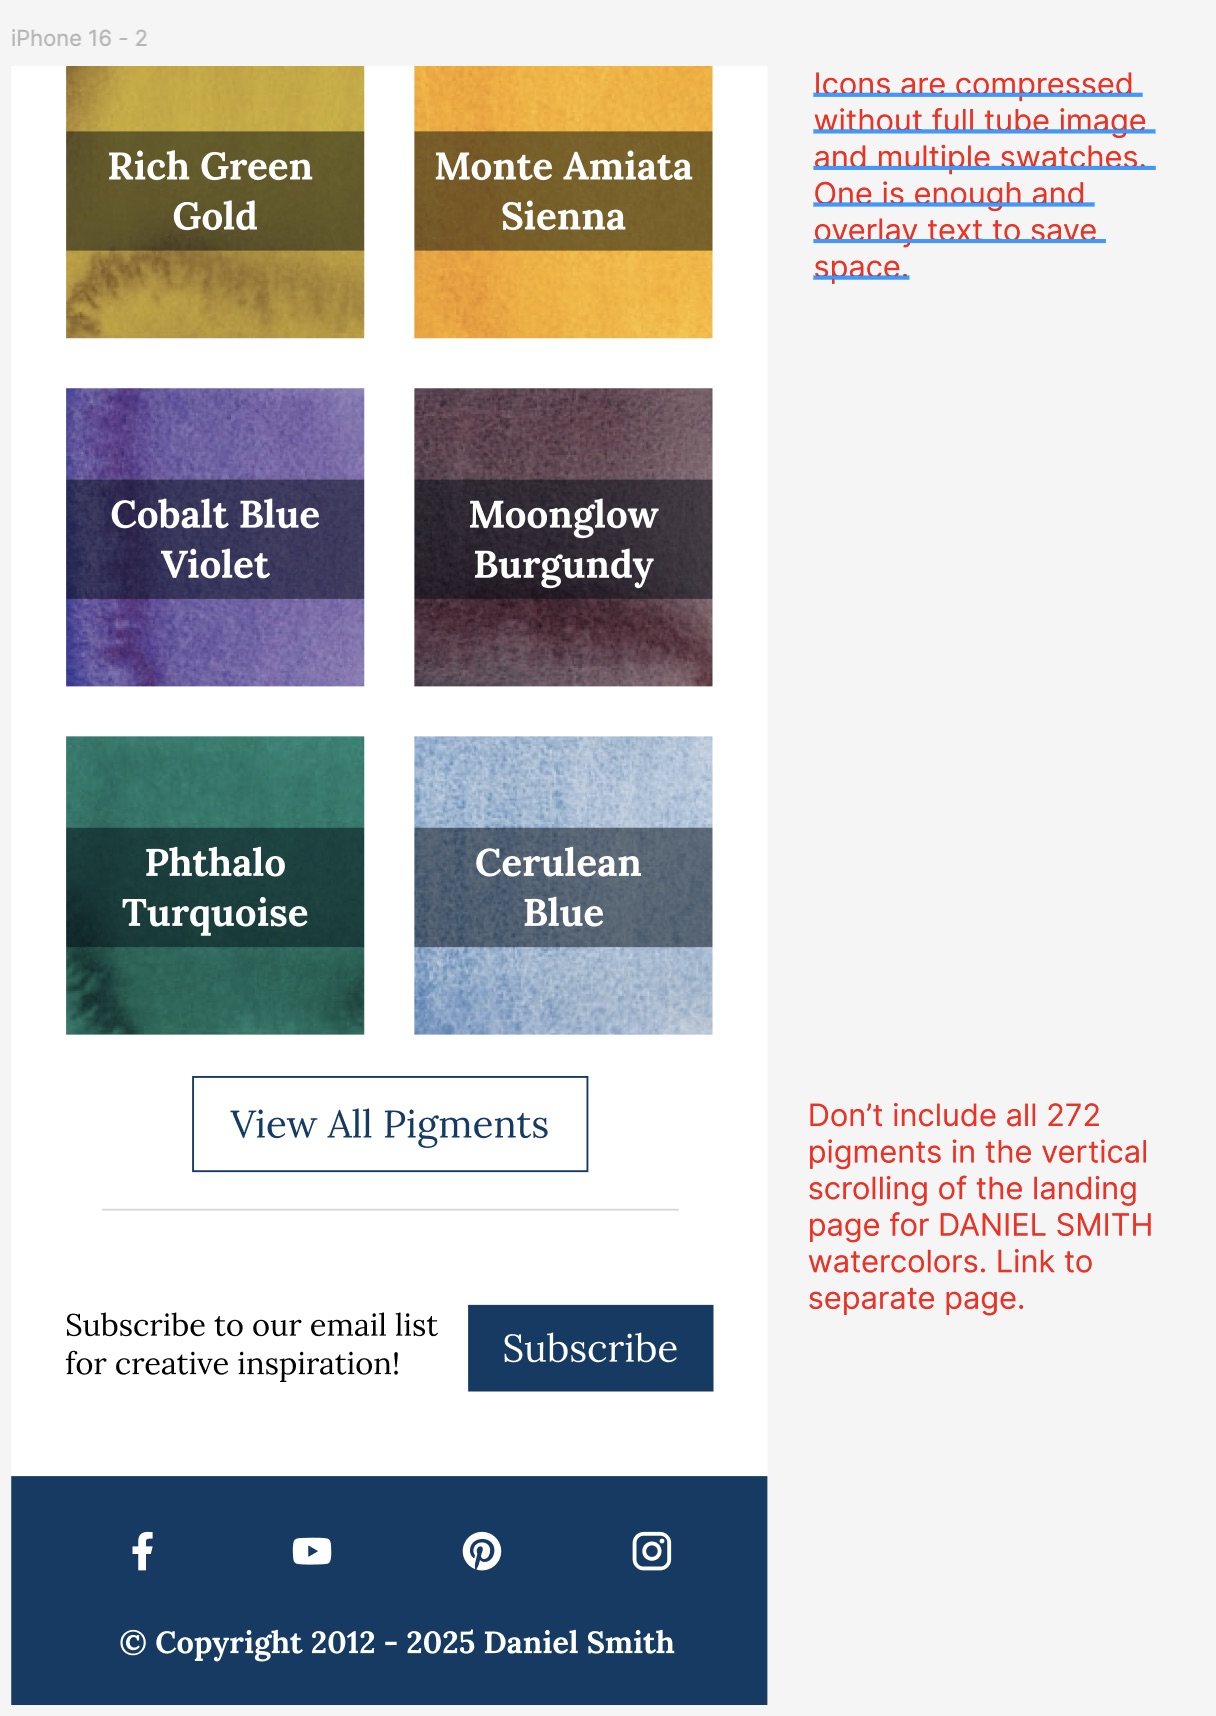 iPhone 16 - 2
Rich Green
Gold
Monte Amiata
Sienna
Icons are compressed
without full tube image
and multiple swatches.
One is enough and
overlay text to save
space.
Cobalt Blue
Violet
Moonglow
Burgundy
Phthalo
Turquoise
Cerulean
Blue
View All Pigments
Don’t include all 272
pigments in the vertical
scrolling of the landing
page for DANIEL SMITH
watercolors. Link to
separate page.
Subscribe to our email list
for creative inspiration!
Subscribe
© Copyright 2012 - 2025 Daniel Smith